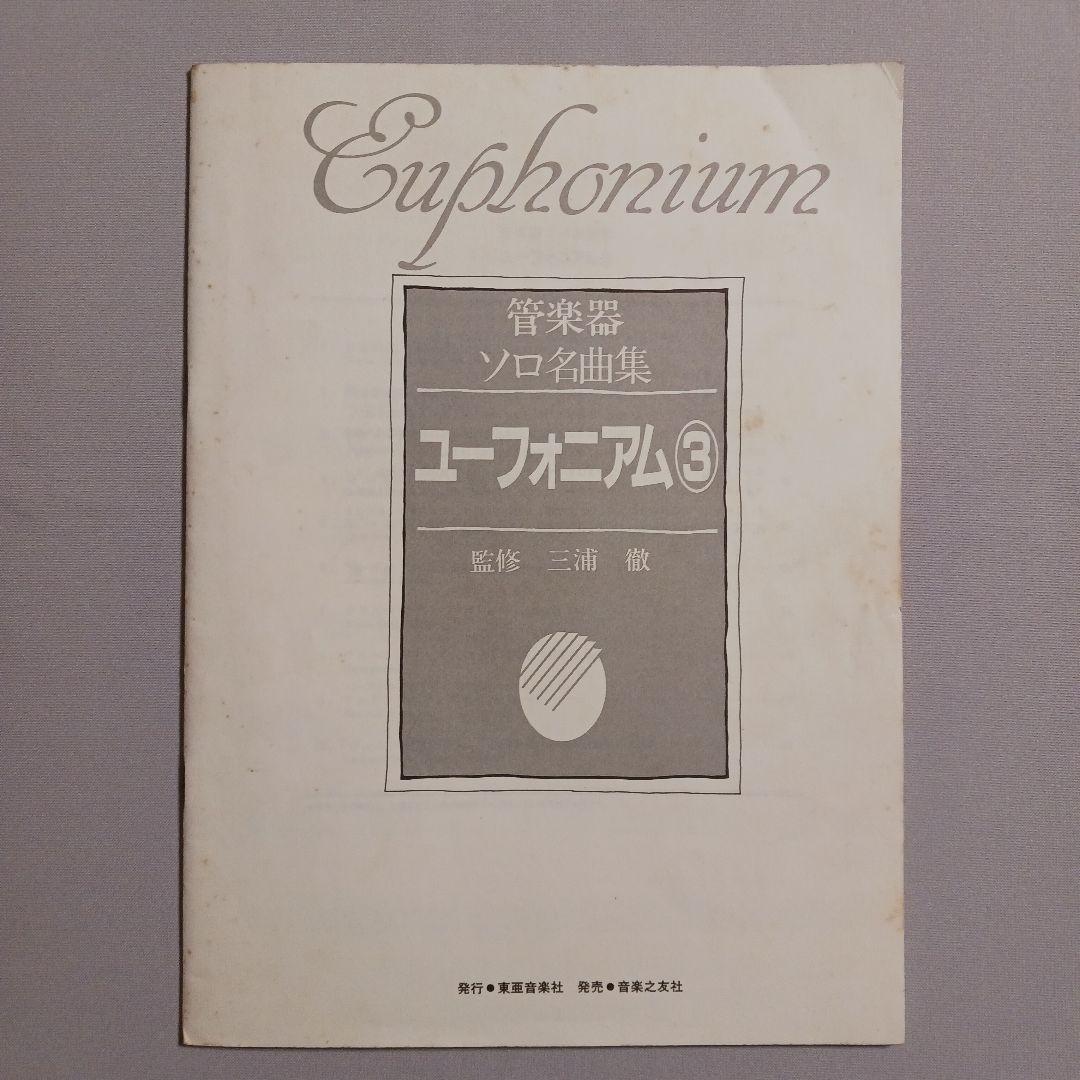 Euphonium
管楽器
ソロ名曲集
ユーフォニアム③
監修 三浦 徹
発行●東亜音楽社 発売●音楽之友社